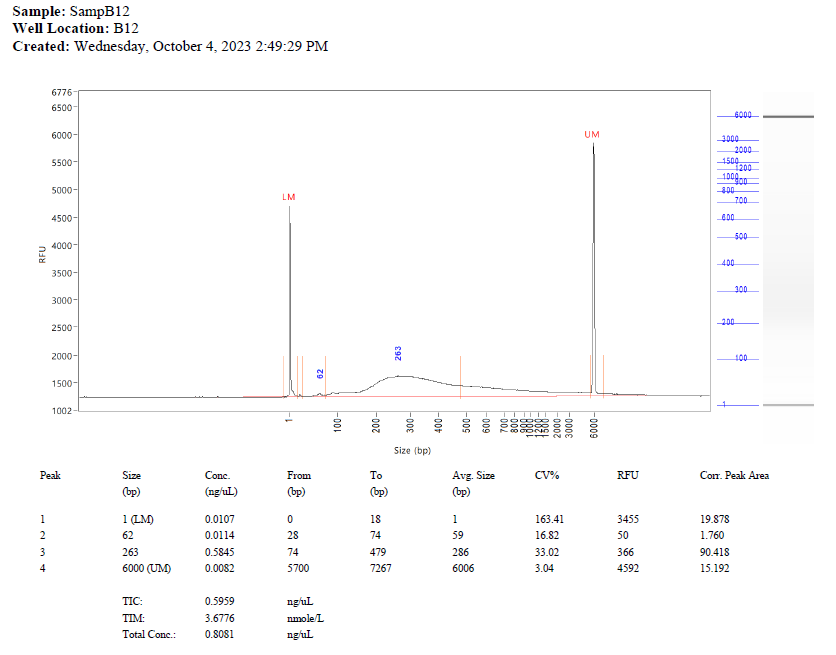 Sample: SampB12
Well Location: B12
Created: Wednesday, October 4, 2023 2:49:29 PM
6776
6500
6000
5500
5000
4500
4000
3500
3000
2500
2000
1500
1002
RFU
LM
62
263
UM
1
100
200
300
400
500
600
700
800
900
1000
1200
1500
2000
3000
6000
Size (bp)
6000
3000
2000
1500
1200
1000
900
800
700
600
500
400
300
200
100
1
Peak Size Conc. From To Avg. Size CV% RFU Corr. Peak Area
(bp) (ng/uL) (bp) (bp) (bp)
1 1 (LM) 0.0107 0 18 1 163.41 3455 19.878
2 62 0.0114 28 74 59 16.82 50 1.760
3 263 0.5845 74 479 286 33.02 366 90.418
4 6000 (UM) 0.0082 5700 7267 6006 3.04 4592 15.192
TIC: 0.5959 ng/uL
TIM: 3.6776 nmole/L
Total Conc.: 0.8081 ng/uL